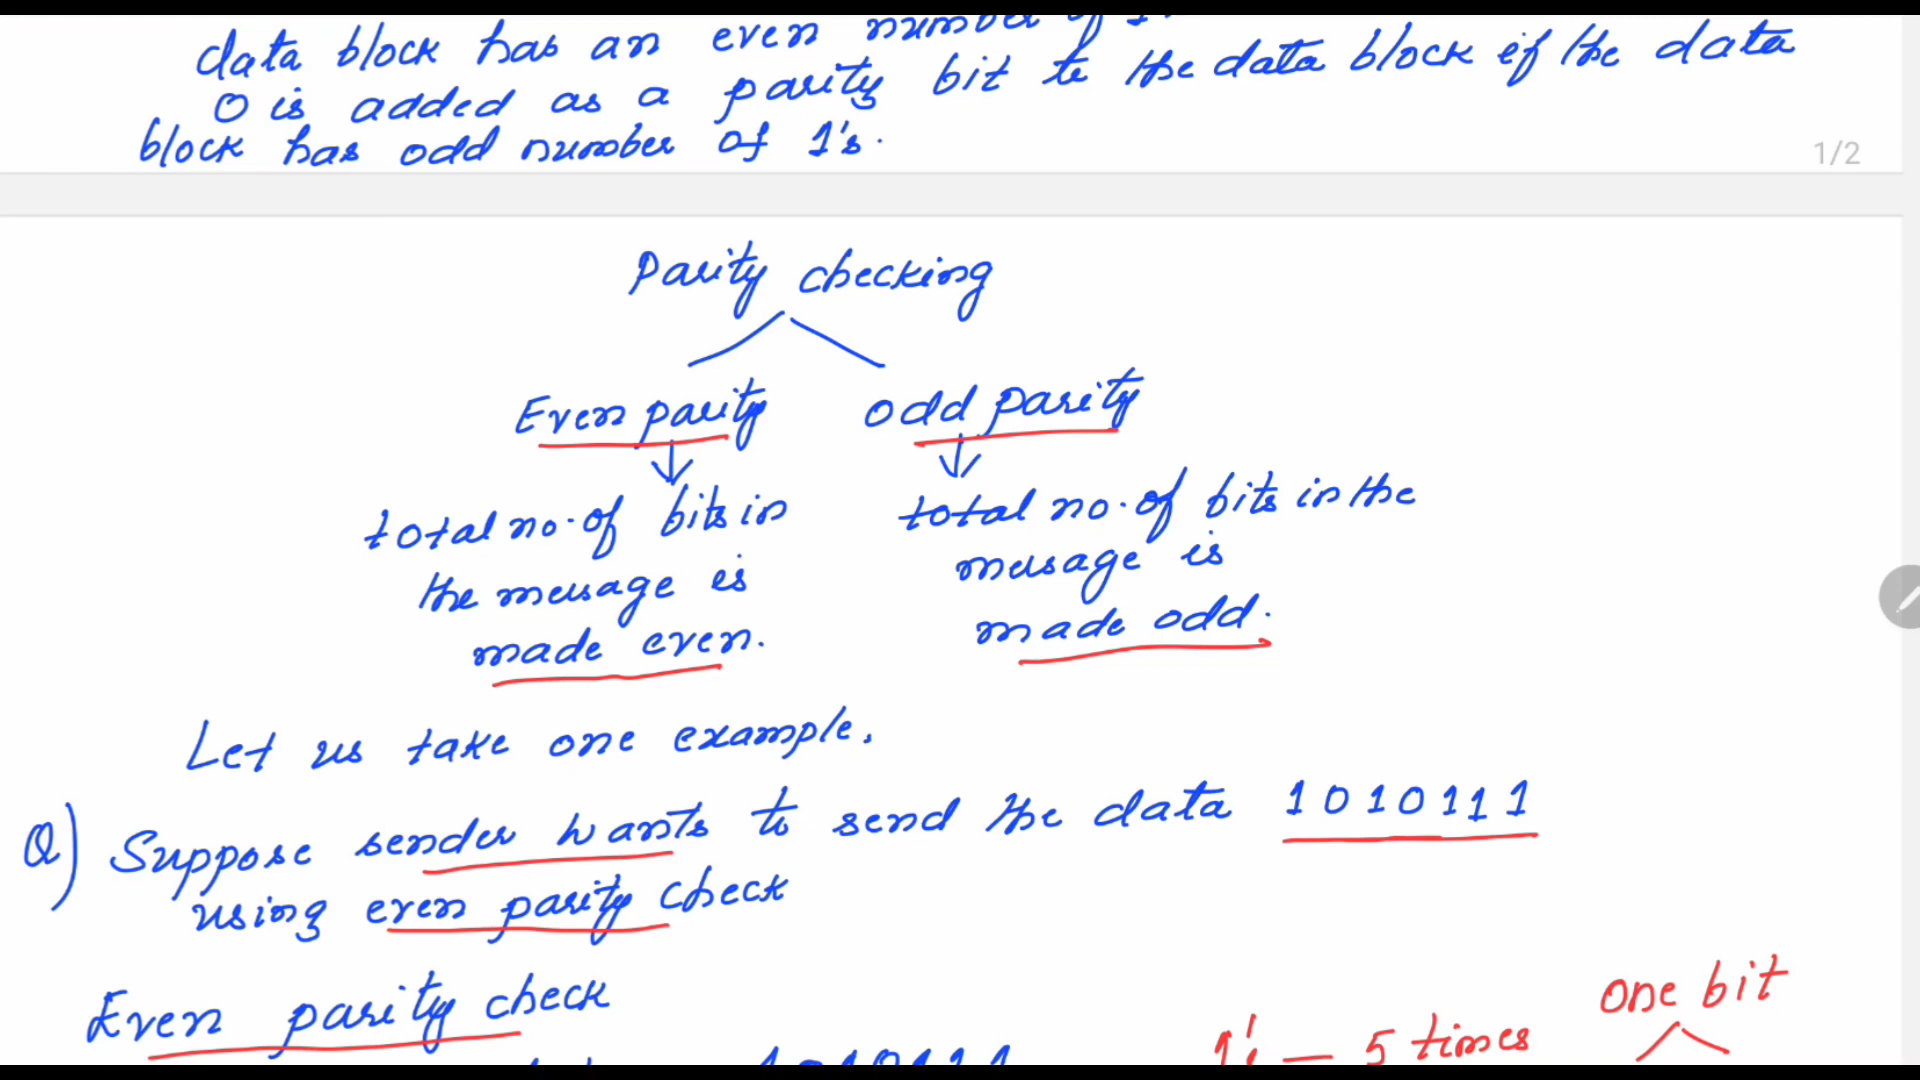 data block has an even number of 1
0 is added as a parity bit to the data block if the data
block has odd number of 1's.
1/2
Parity checking
Even parity odd parity
total no. of bits in
the message is
made even.
total no. of bits in the
message is
made odd.
Let us take one example.
Q) Suppose sender wants to send the data 1010111
using even parity check
Even parity check
one bit
1's — 5 times
1010111